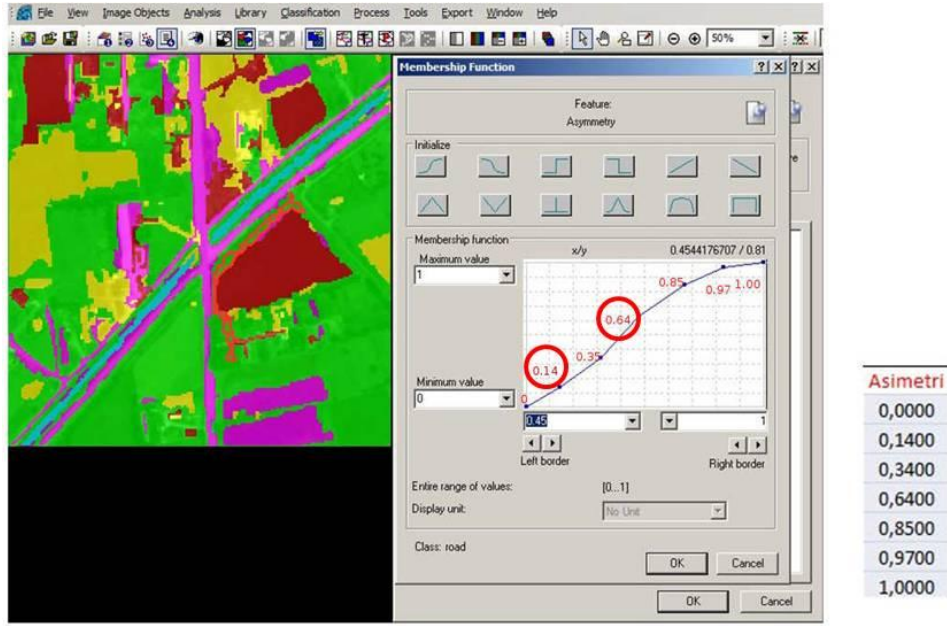 File View Image Objects Analysis Library Classification Process Tools Export Window Help
50%
Membership Function
Feature:
Asymmetry
Initialize
Membership function
x/y 0.4544176707 / 0.81
Maximum value
1
0.85 0.97 1.00
0.64
0.35
0.14
0
Minimum value
0
0.45 1
Left border Right border
Entire range of values: [0...1]
Display unit: No Unit
Class: road
OK Cancel
OK Cancel
Asimetri
0,0000
0,1400
0,3400
0,6400
0,8500
0,9700
1,0000